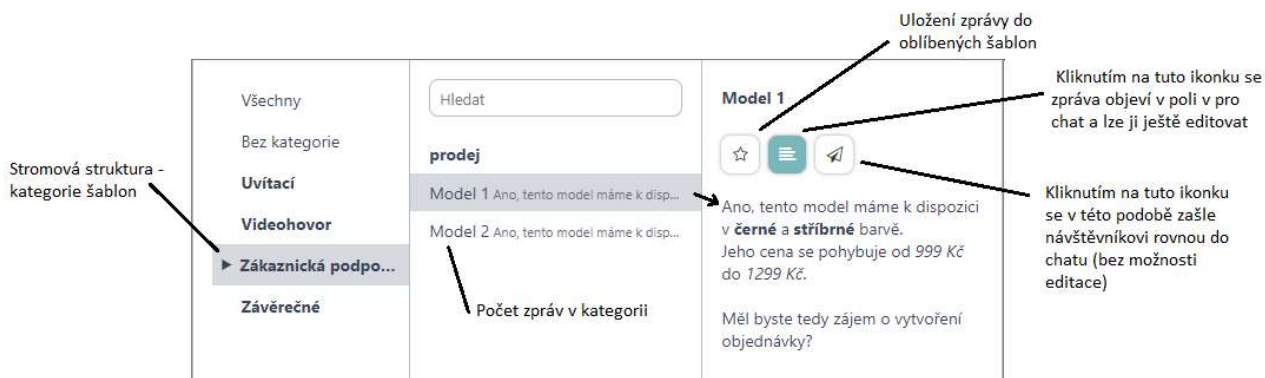 Uložení zprávy do
oblíbených šablon
Kliknutím na tuto ikonku se
zpráva objeví v poli v pro
chat a lze ji ještě editovat
Kliknutím na tuto ikonku
se v této podobě zašle
návštěvníkovi rovnou do
chatu (bez možnosti
editace)
Stromová struktura -
kategorie šablon
Všechny
Bez kategorie
Uvítací
Videohovor
Zákaznická podpo...
Závěrečné
Hledat
prodej
Model 1 Ano, tento model máme k disp...
Model 2 Ano, tento model máme k disp...
Počet zpráv v kategorii
Model 1
Ano, tento model máme k dispozici
v černé a stříbrné barvě.
Jeho cena se pohybuje od 999 Kč
do 1299 Kč.
Měl byste tedy zájem o vytvoření
objednávky?